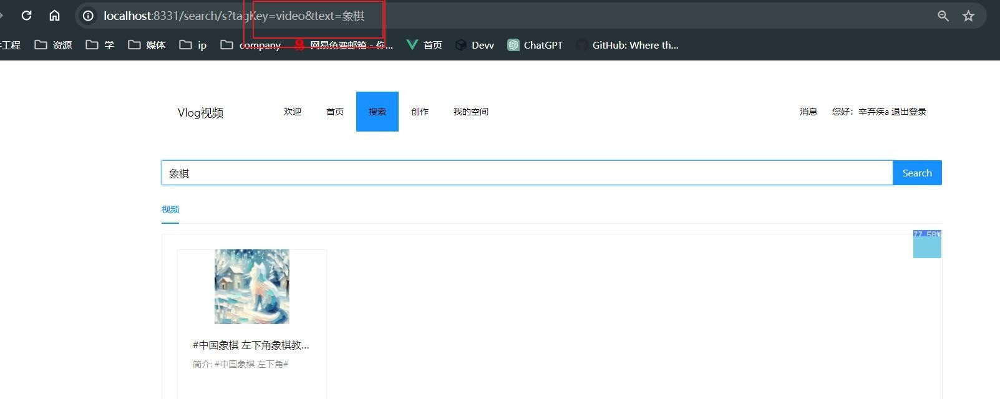 localhost:8331/search/s?tagKey=video&text=象棋
工程 资源 学 媒体 ip company 网易免费邮箱 - 你... 首页 Devv ChatGPT GitHub: Where th...
Vlog视频 欢迎 首页 搜索 创作 我的空间 消息 您好：辛弃疾a 退出登录
象棋 Search
视频
77.58%
#中国象棋 左下角象棋教...
简介: #中国象棋 左下角#